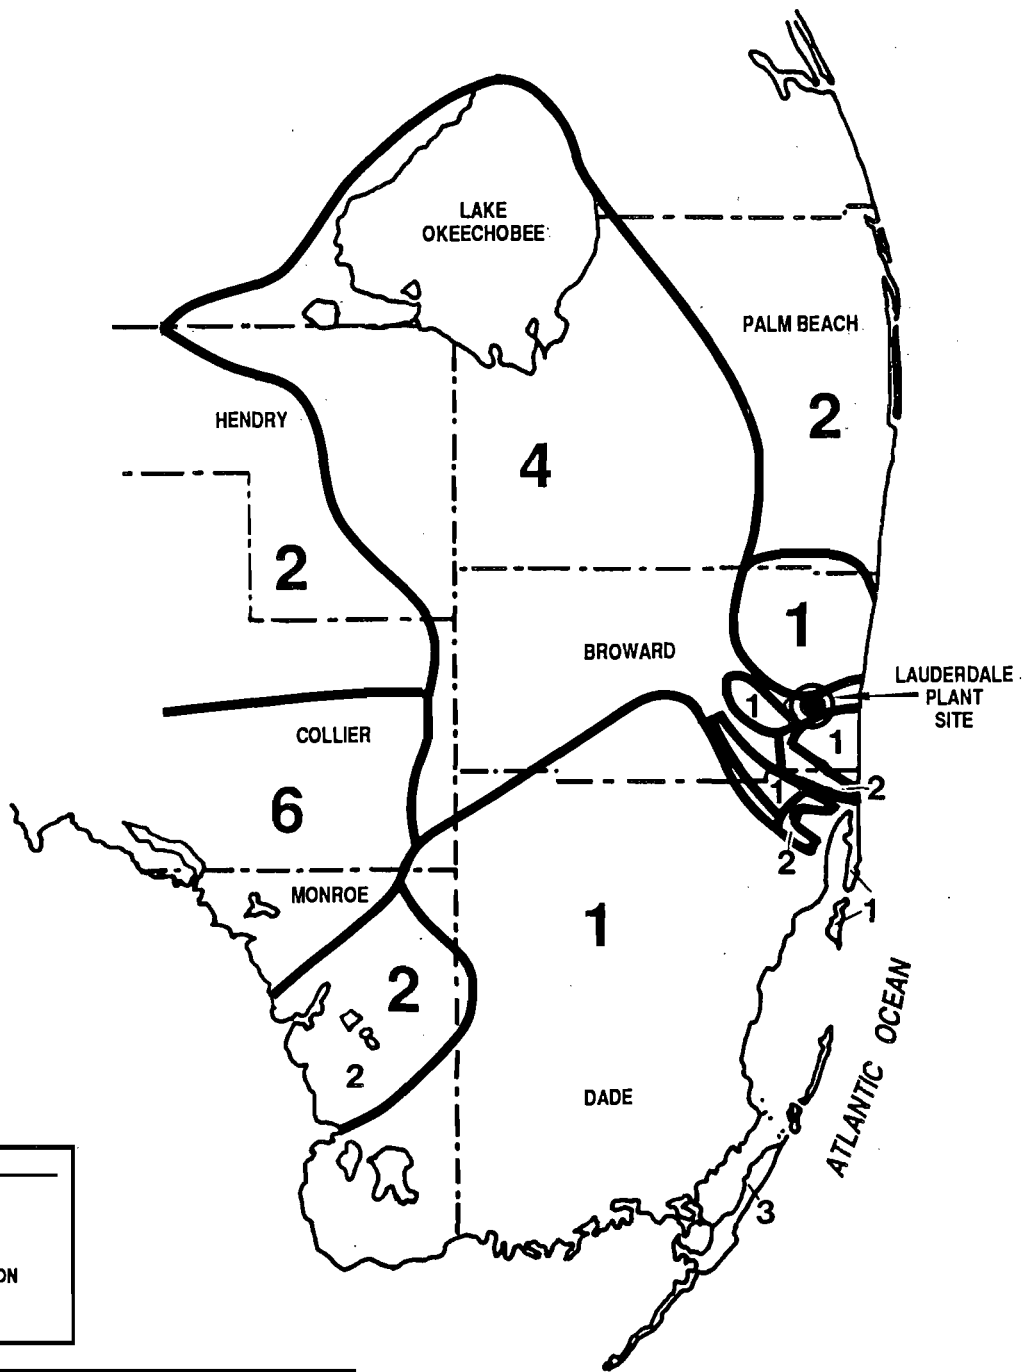 LAKE
OKEECHOBEE
PALM BEACH
2
HENDRY
4
2
1
BROWARD
LAUDERDALE
PLANT
SITE
1
1
COLLIER
1
2
6
2
MONROE
1
1
2
2
ATLANTIC OCEAN
DADE
3
ON